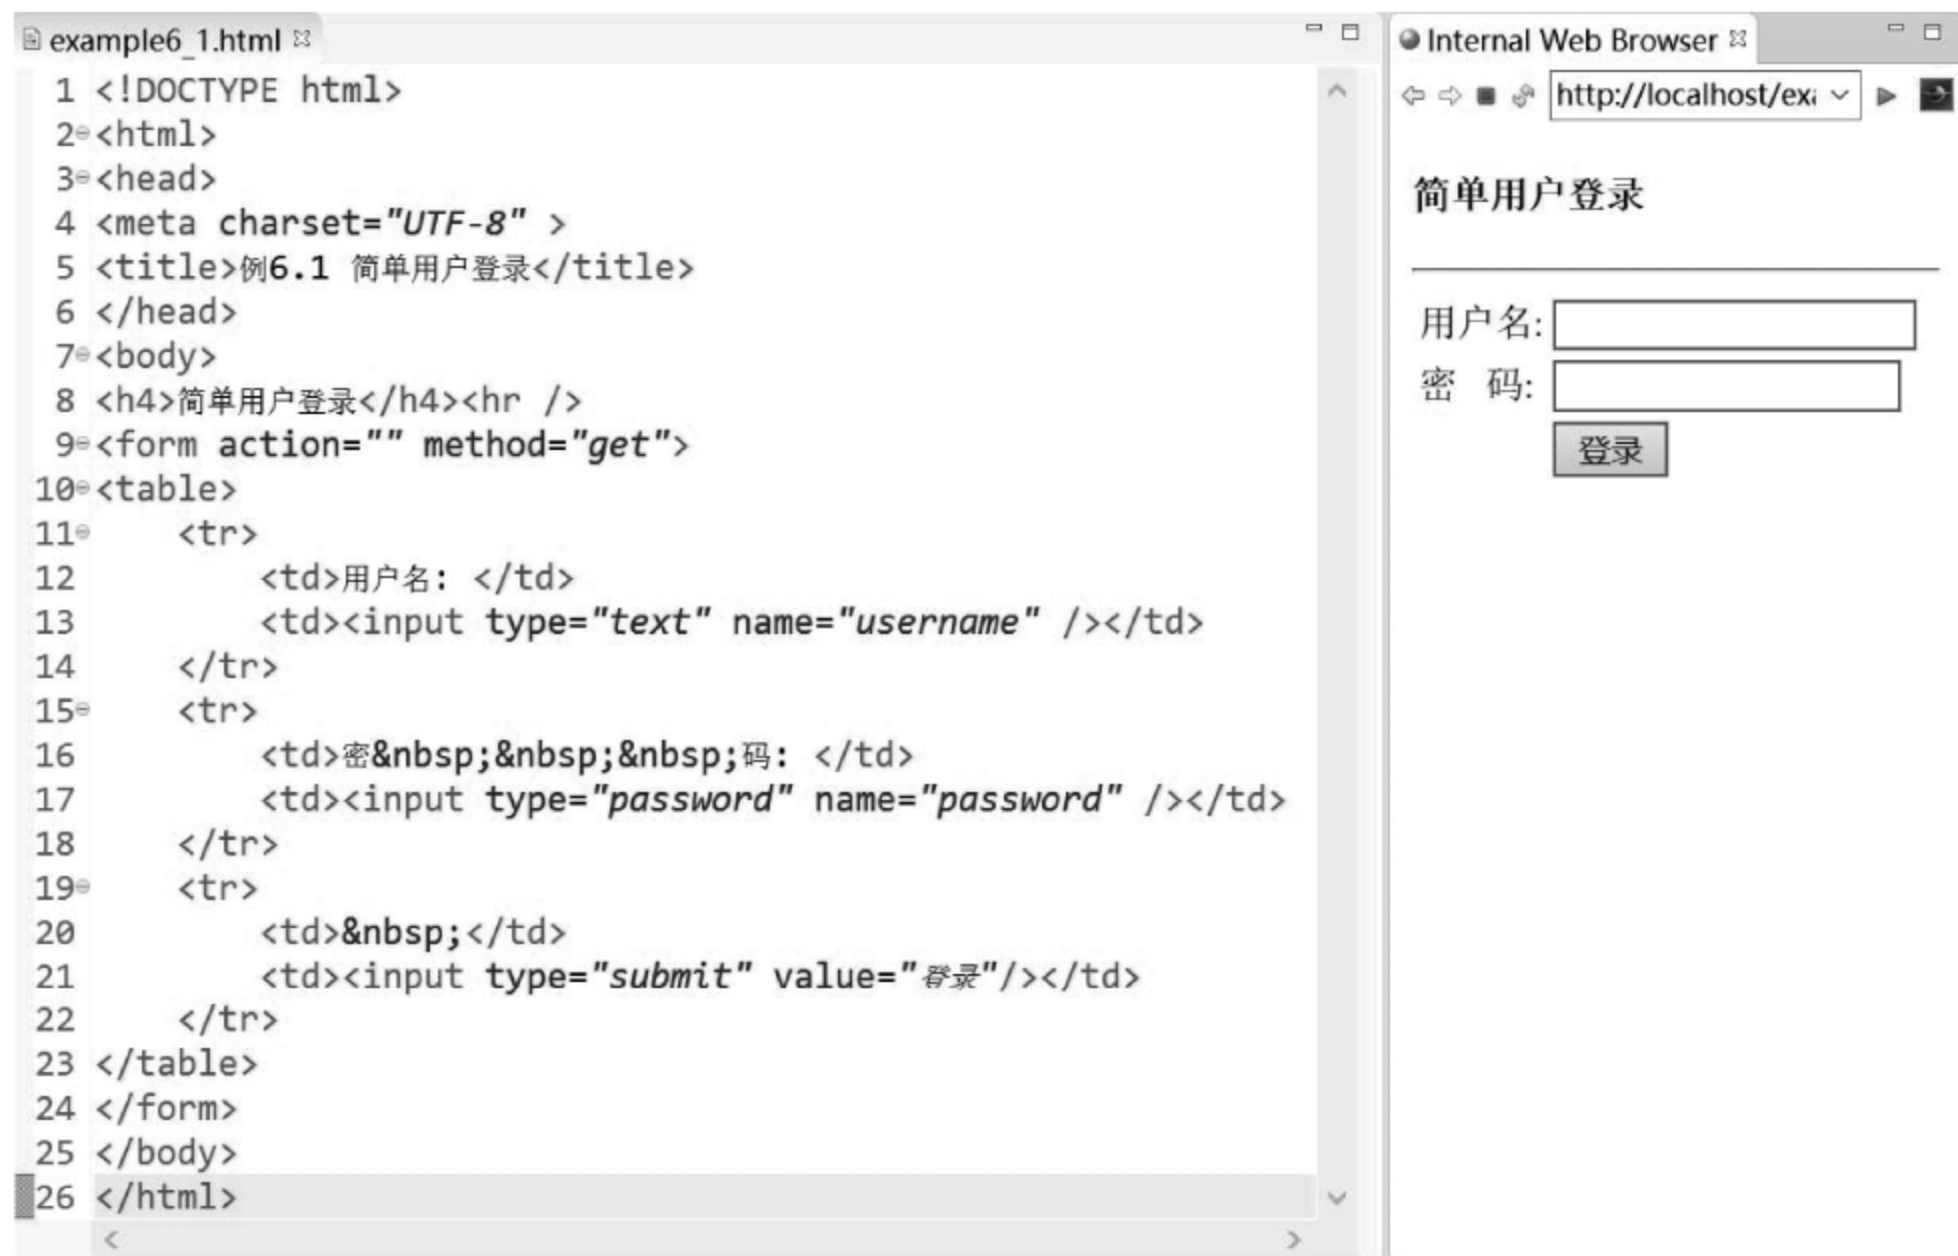 example6_1.html
1 <!DOCTYPE html>
2 <html>
3 <head>
4 <meta charset="UTF-8" >
5 <title>例6.1 简单用户登录</title>
6 </head>
7 <body>
8 <h4>简单用户登录</h4><hr />
9 <form action="" method="get">
10 <table>
11 <tr>
12 <td>用户名: </td>
13 <td><input type="text" name="username" /></td>
14 </tr>
15 <tr>
16 <td>密&nbsp;&nbsp;&nbsp;码: </td>
17 <td><input type="password" name="password" /></td>
18 </tr>
19 <tr>
20 <td>&nbsp;</td>
21 <td><input type="submit" value="登录"/></td>
22 </tr>
23 </table>
24 </form>
25 </body>
26 </html>
Internal Web Browser
http://localhost/exa
简单用户登录
用户名:
密 码:
登录